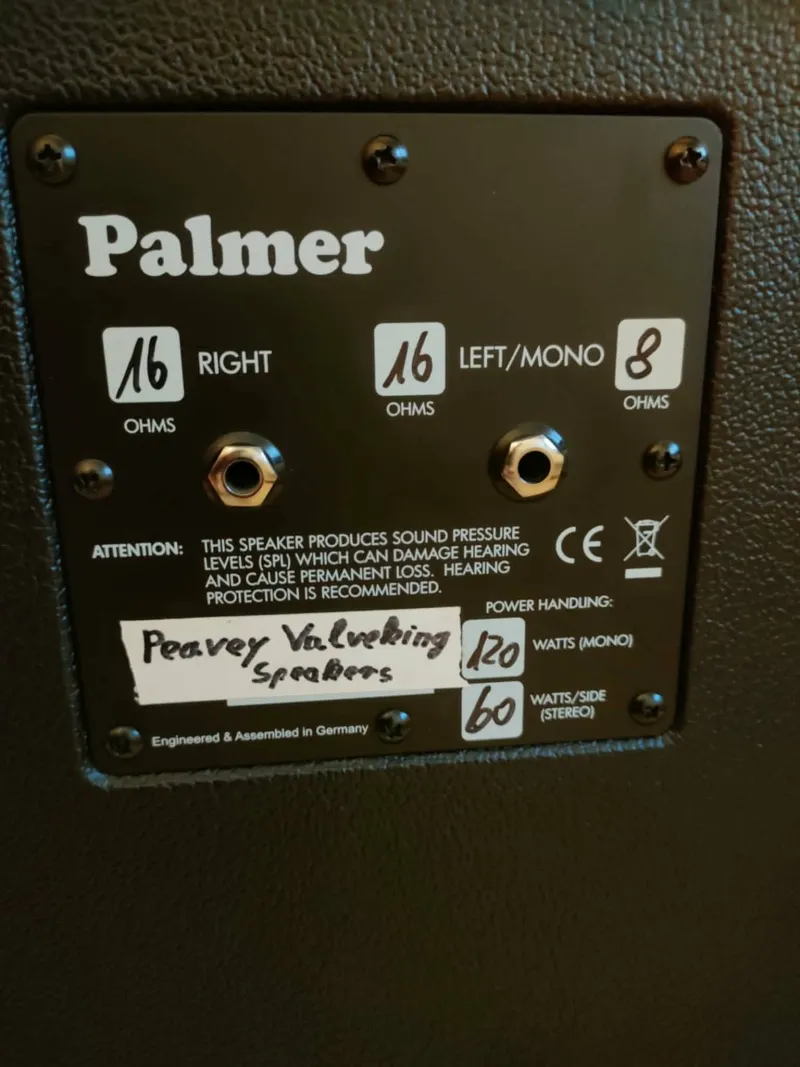 Palmer
16 RIGHT
OHMS
16 LEFT/MONO 8
OHMS
OHMS
ATTENTION: THIS SPEAKER PRODUCES SOUND PRESSURE
LEVELS (SPL) WHICH CAN DAMAGE HEARING
AND CAUSE PERMANENT LOSS. HEARING
PROTECTION IS RECOMMENDED.
CE
POWER HANDLING:
Peavey Valveking
Speakers
120 WATTS (MONO)
60 WATTS/SIDE
(STEREO)
Engineered & Assembled in Germany